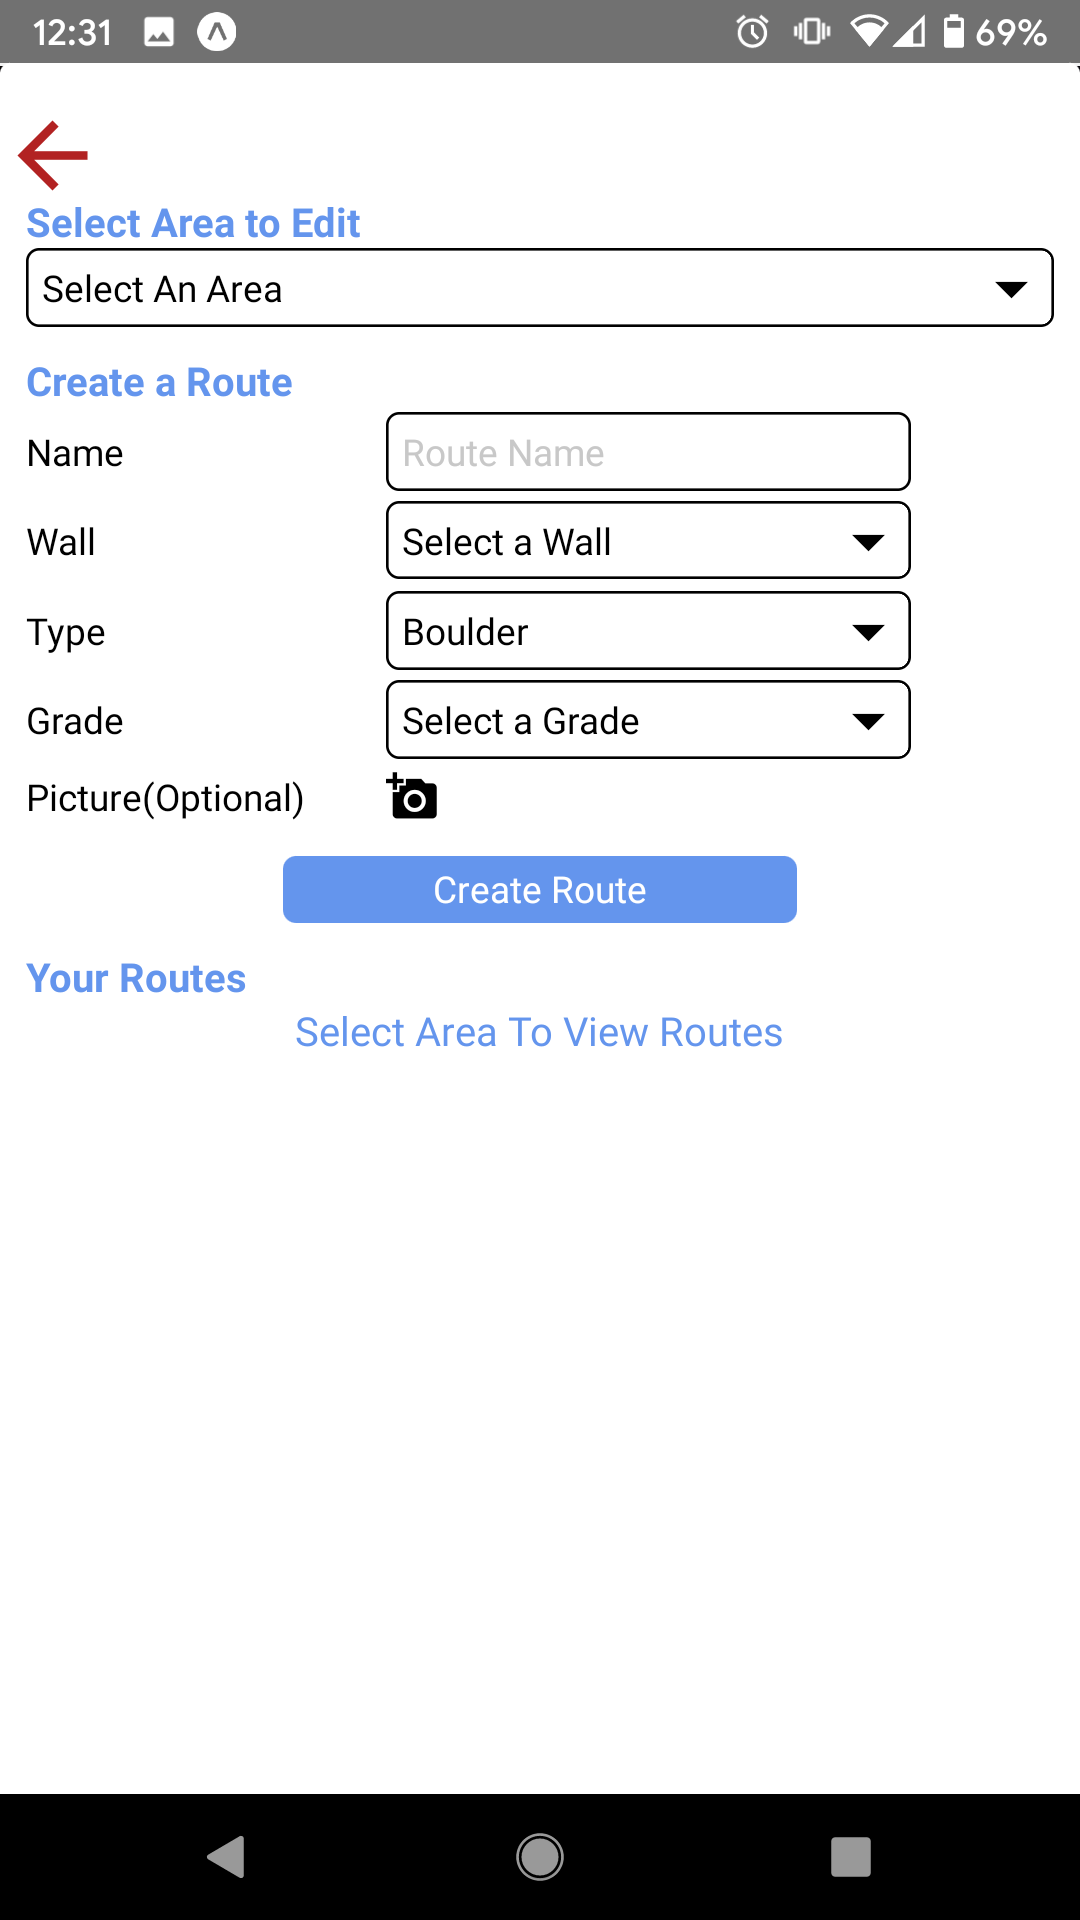 12:31 69%
Select Area to Edit
Select An Area
Create a Route
Name Route Name
Wall Select a Wall
Type Boulder
Grade Select a Grade
Picture(Optional)
Create Route
Your Routes
Select Area To View Routes